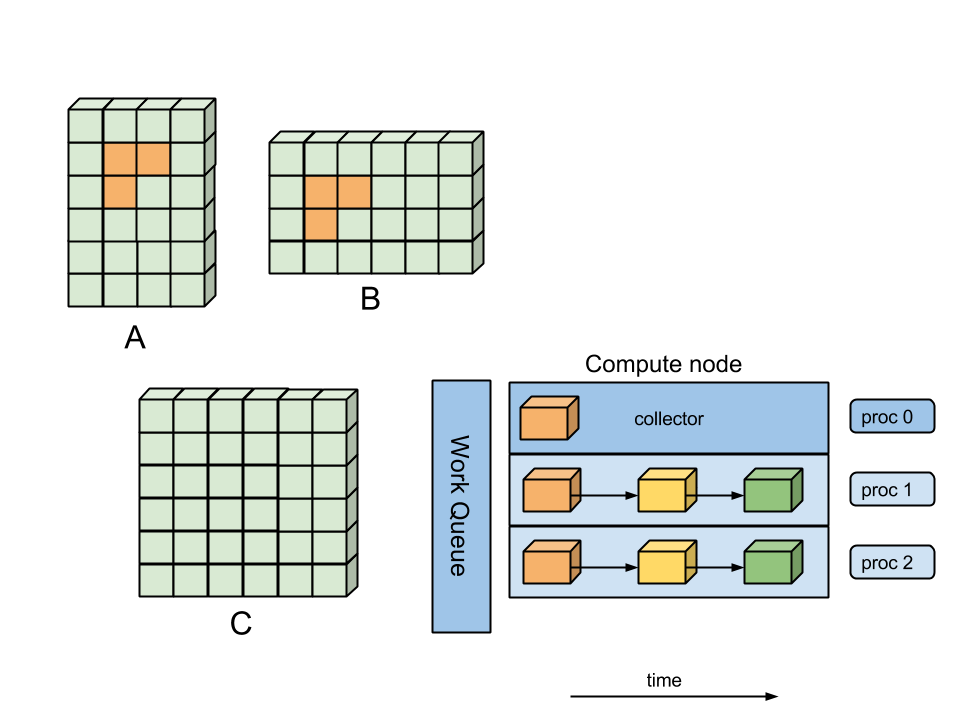 A
B
C
Compute node
Work Queue
collector
proc 0
proc 1
proc 2
time